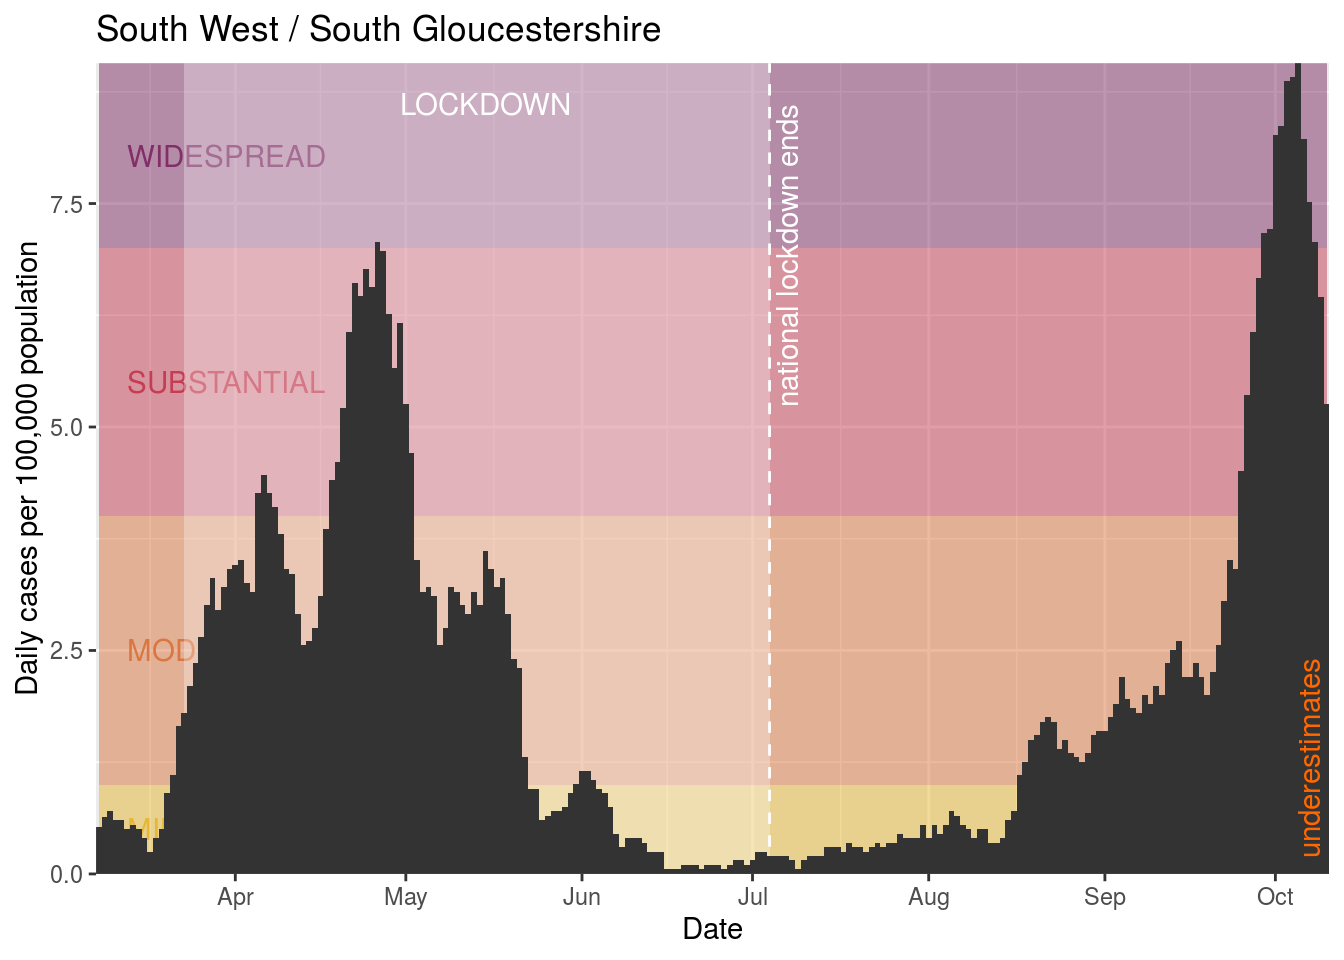 South West / South Gloucestershire
LOCKDOWN
WIDESPREAD
SUBSTANTIAL
MOD
MI
national lockdown ends
underestimates
Daily cases per 100,000 population
7.5
5.0
2.5
0.0
Apr May Jun Jul Aug Sep Oct
Date